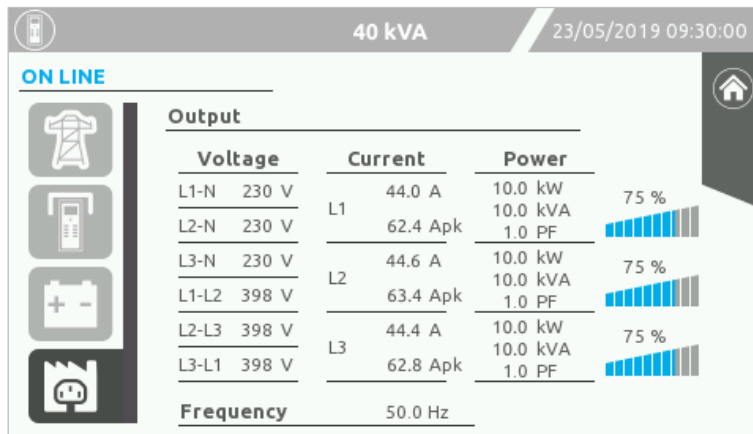 40 kVA 23/05/2019 09:30:00
ON LINE
Output
Voltage Current Power
L1-N 230 V
L2-N 230 V
L3-N 230 V
L1-L2 398 V
L2-L3 398 V
L3-L1 398 V
L1 44.0 A
62.4 Apk
L2 44.6 A
63.4 Apk
L3 44.4 A
62.8 Apk
10.0 kW
10.0 kVA
1.0 PF
75 %
10.0 kW
10.0 kVA
1.0 PF
75 %
10.0 kW
10.0 kVA
1.0 PF
75 %
Frequency 50.0 Hz